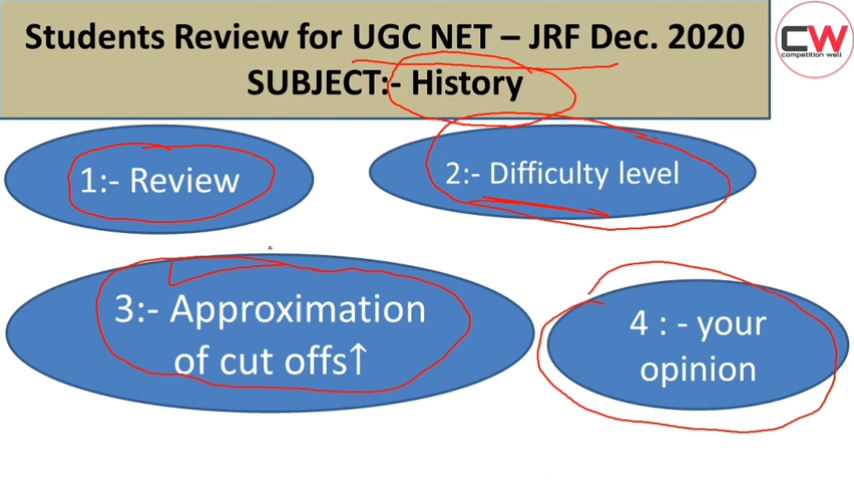 Students Review for UGC NET – JRF Dec. 2020
SUBJECT:- History
CW
competition well
1:- Review
2:- Difficulty level
3:- Approximation
of cut offs↑
4 : - your
opinion